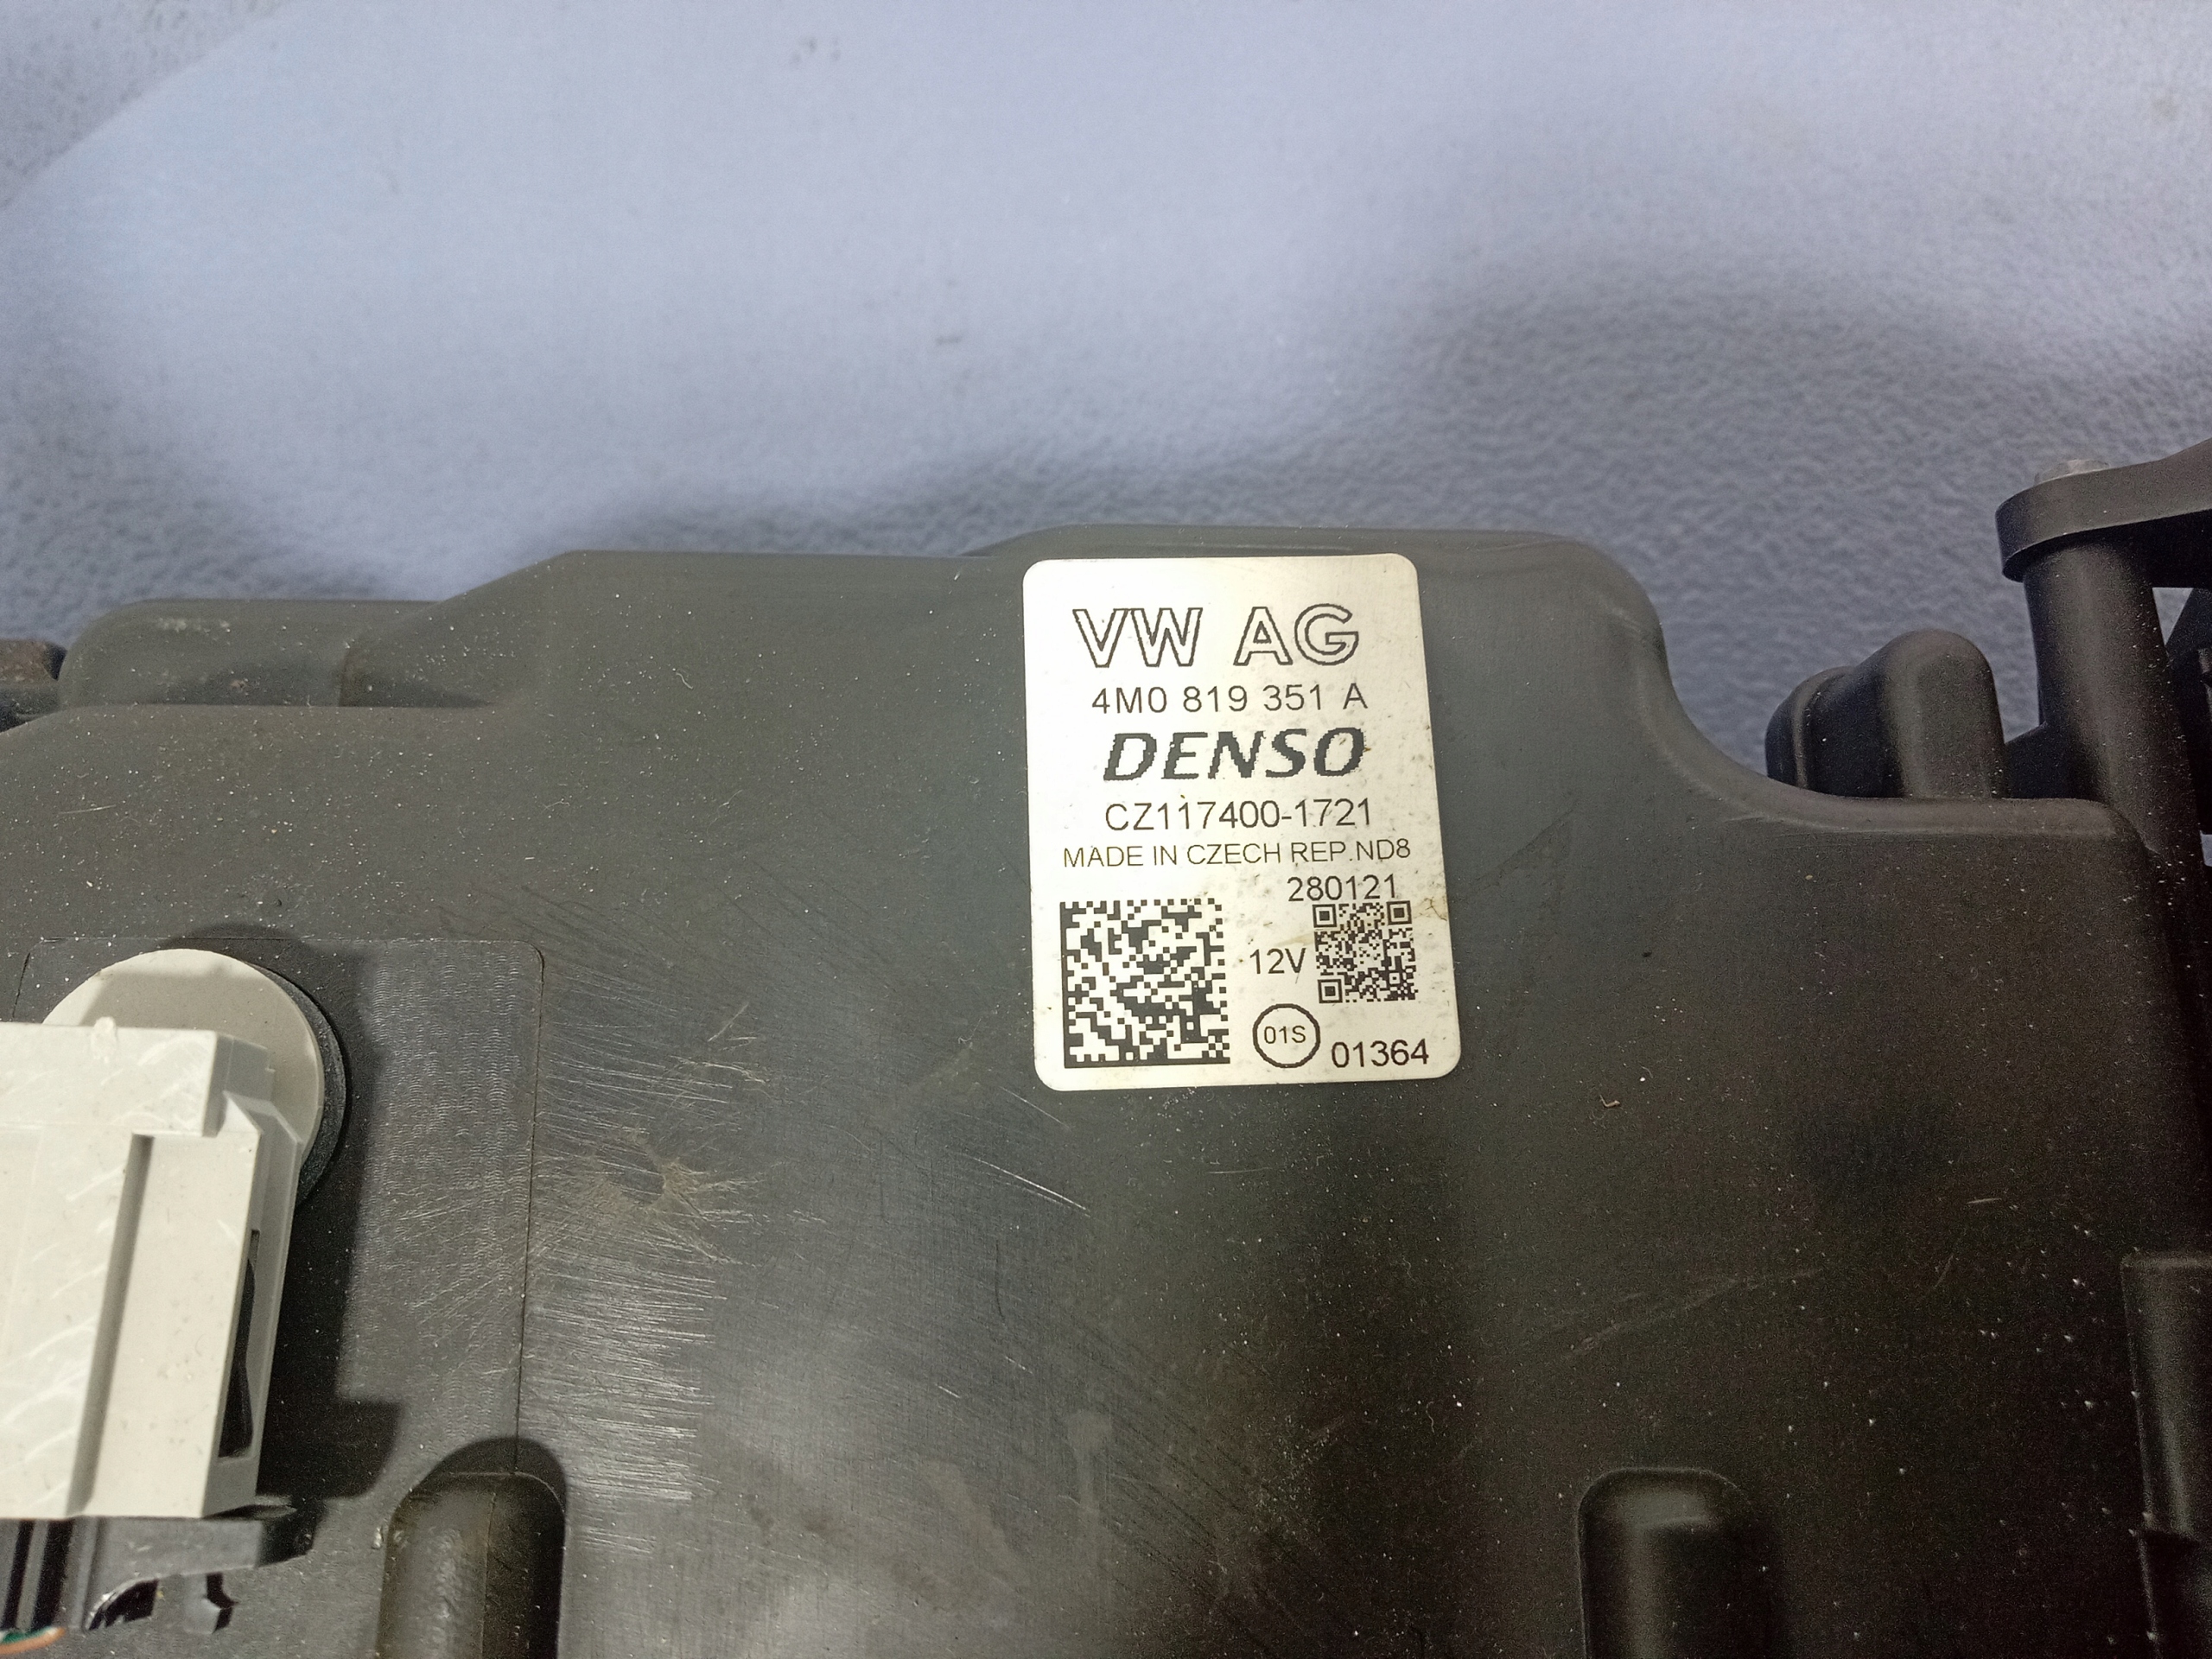 VW AG
4M0 819 351 A
DENSO
CZ117400-1721
MADE IN CZECH REP.ND8
280121
12V
01S
01364